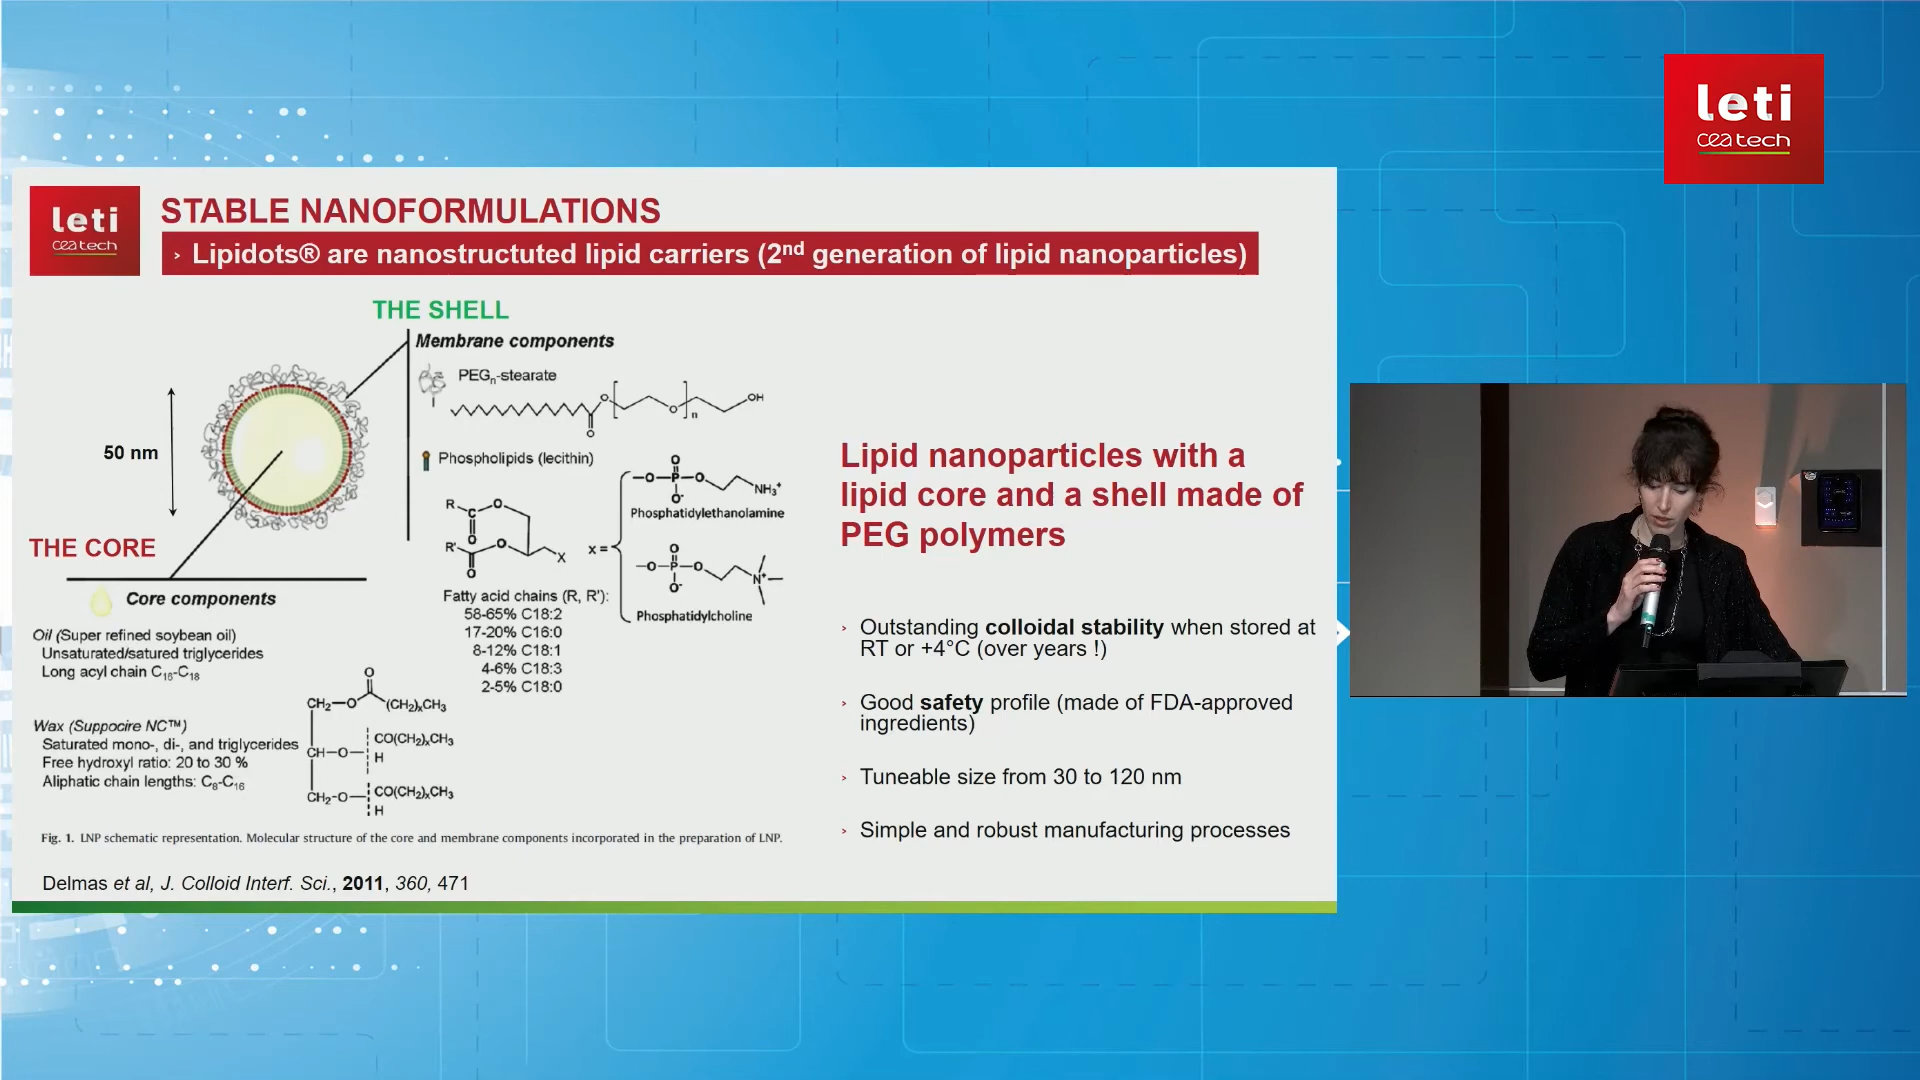 leti
cea tech
leti
cea tech
STABLE NANOFORMULATIONS
› Lipidots® are nanostructuted lipid carriers (2nd generation of lipid nanoparticles)
THE SHELL
Membrane components
PEGn-stearate
O
[
O
]n
OH
O
50 nm
Phospholipids (lecithin)
O
—O—P—O
O-
NH3+
Phosphatidylethanolamine
R
C
O
O
R'
O
O
X
x =
O
—O—P—O
O-
N+
Phosphatidylcholine
THE CORE
Core components
Fatty acid chains (R, R'):
58-65% C18:2
17-20% C16:0
8-12% C18:1
4-6% C18:3
2-5% C18:0
Oil (Super refined soybean oil)
Unsaturated/satured triglycerides
Long acyl chain C16-C18
Wax (Suppocire NC™)
Saturated mono-, di-, and triglycerides
Free hydroxyl ratio: 20 to 30 %
Aliphatic chain lengths: C8-C16
O
CH2—O
(CH2)xCH3
CO(CH2)xCH3
CH—O—
H
CO(CH2)xCH3
CH2-O—
H
Fig. 1. LNP schematic representation. Molecular structure of the core and membrane components incorporated in the preparation of LNP.
Delmas et al, J. Colloid Interf. Sci., 2011, 360, 471
Lipid nanoparticles with a
lipid core and a shell made of
PEG polymers
› Outstanding colloidal stability when stored at
RT or +4°C (over years !)
› Good safety profile (made of FDA-approved
ingredients)
› Tuneable size from 30 to 120 nm
› Simple and robust manufacturing processes